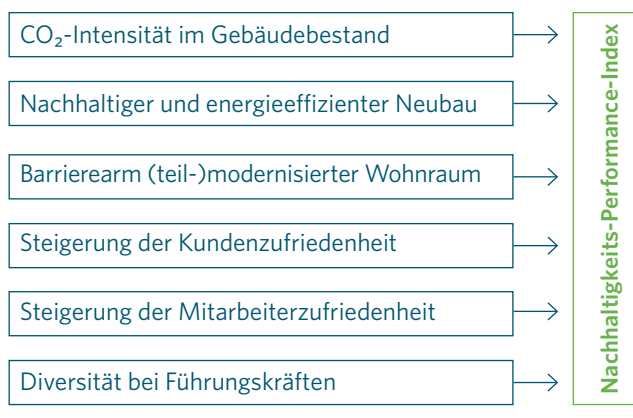 CO₂-Intensität im Gebäudebestand
Nachhaltiger und energieeffizienter Neubau
Barrierearm (teil-)modernisierter Wohnraum
Steigerung der Kundenzufriedenheit
Steigerung der Mitarbeiterzufriedenheit
Diversität bei Führungskräften
Nachhaltigkeits-Performance-Index